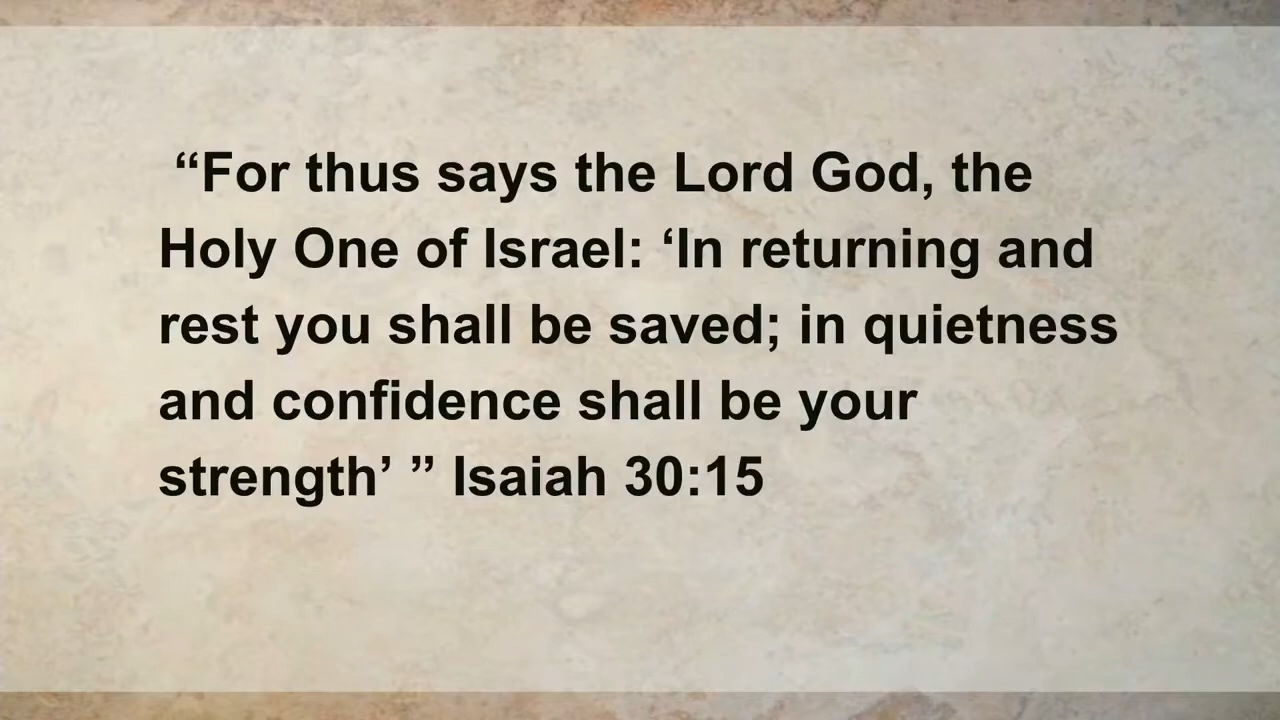 “For thus says the Lord God, the
Holy One of Israel: ‘In returning and
rest you shall be saved; in quietness
and confidence shall be your
strength’ ” Isaiah 30:15